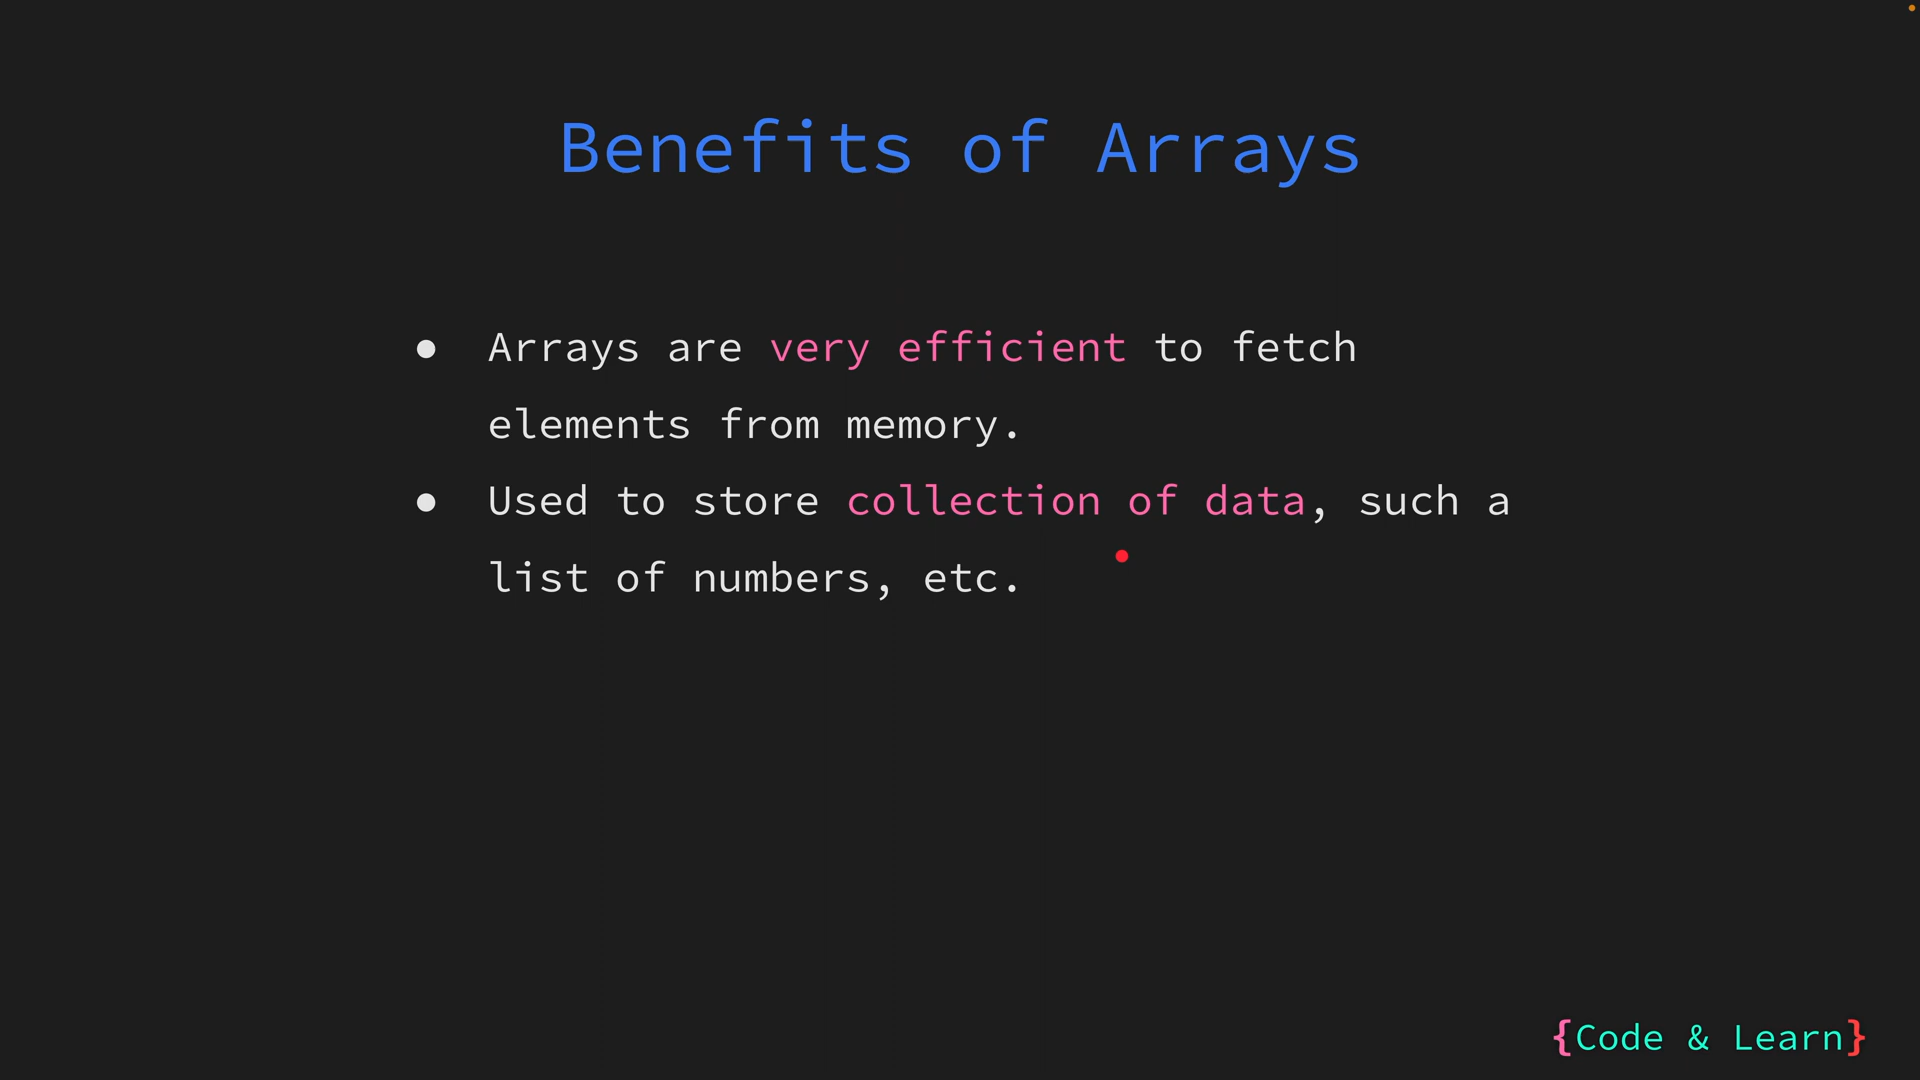 Benefits of Arrays
● Arrays are very efficient to fetch
elements from memory.
● Used to store collection of data, such a
list of numbers, etc.
{Code & Learn}